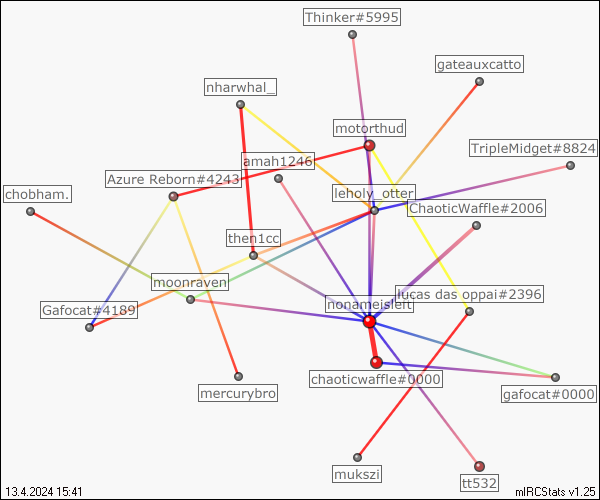 Thinker#5995
gateauxcatto
nharwhal_
motorthud
TripleMidget#8824
amah1246
Azure Reborn#4243
chobham.
leholy_otter
ChaoticWaffle#2006
then1cc
moonraven
lucas das oppai#2396
nonameisleft
Gafocat#4189
chaoticwaffle#0000
mercurybro
gafocat#0000
mukszi
tt532
13.4.2024 15:41
mIRCStats v1.25